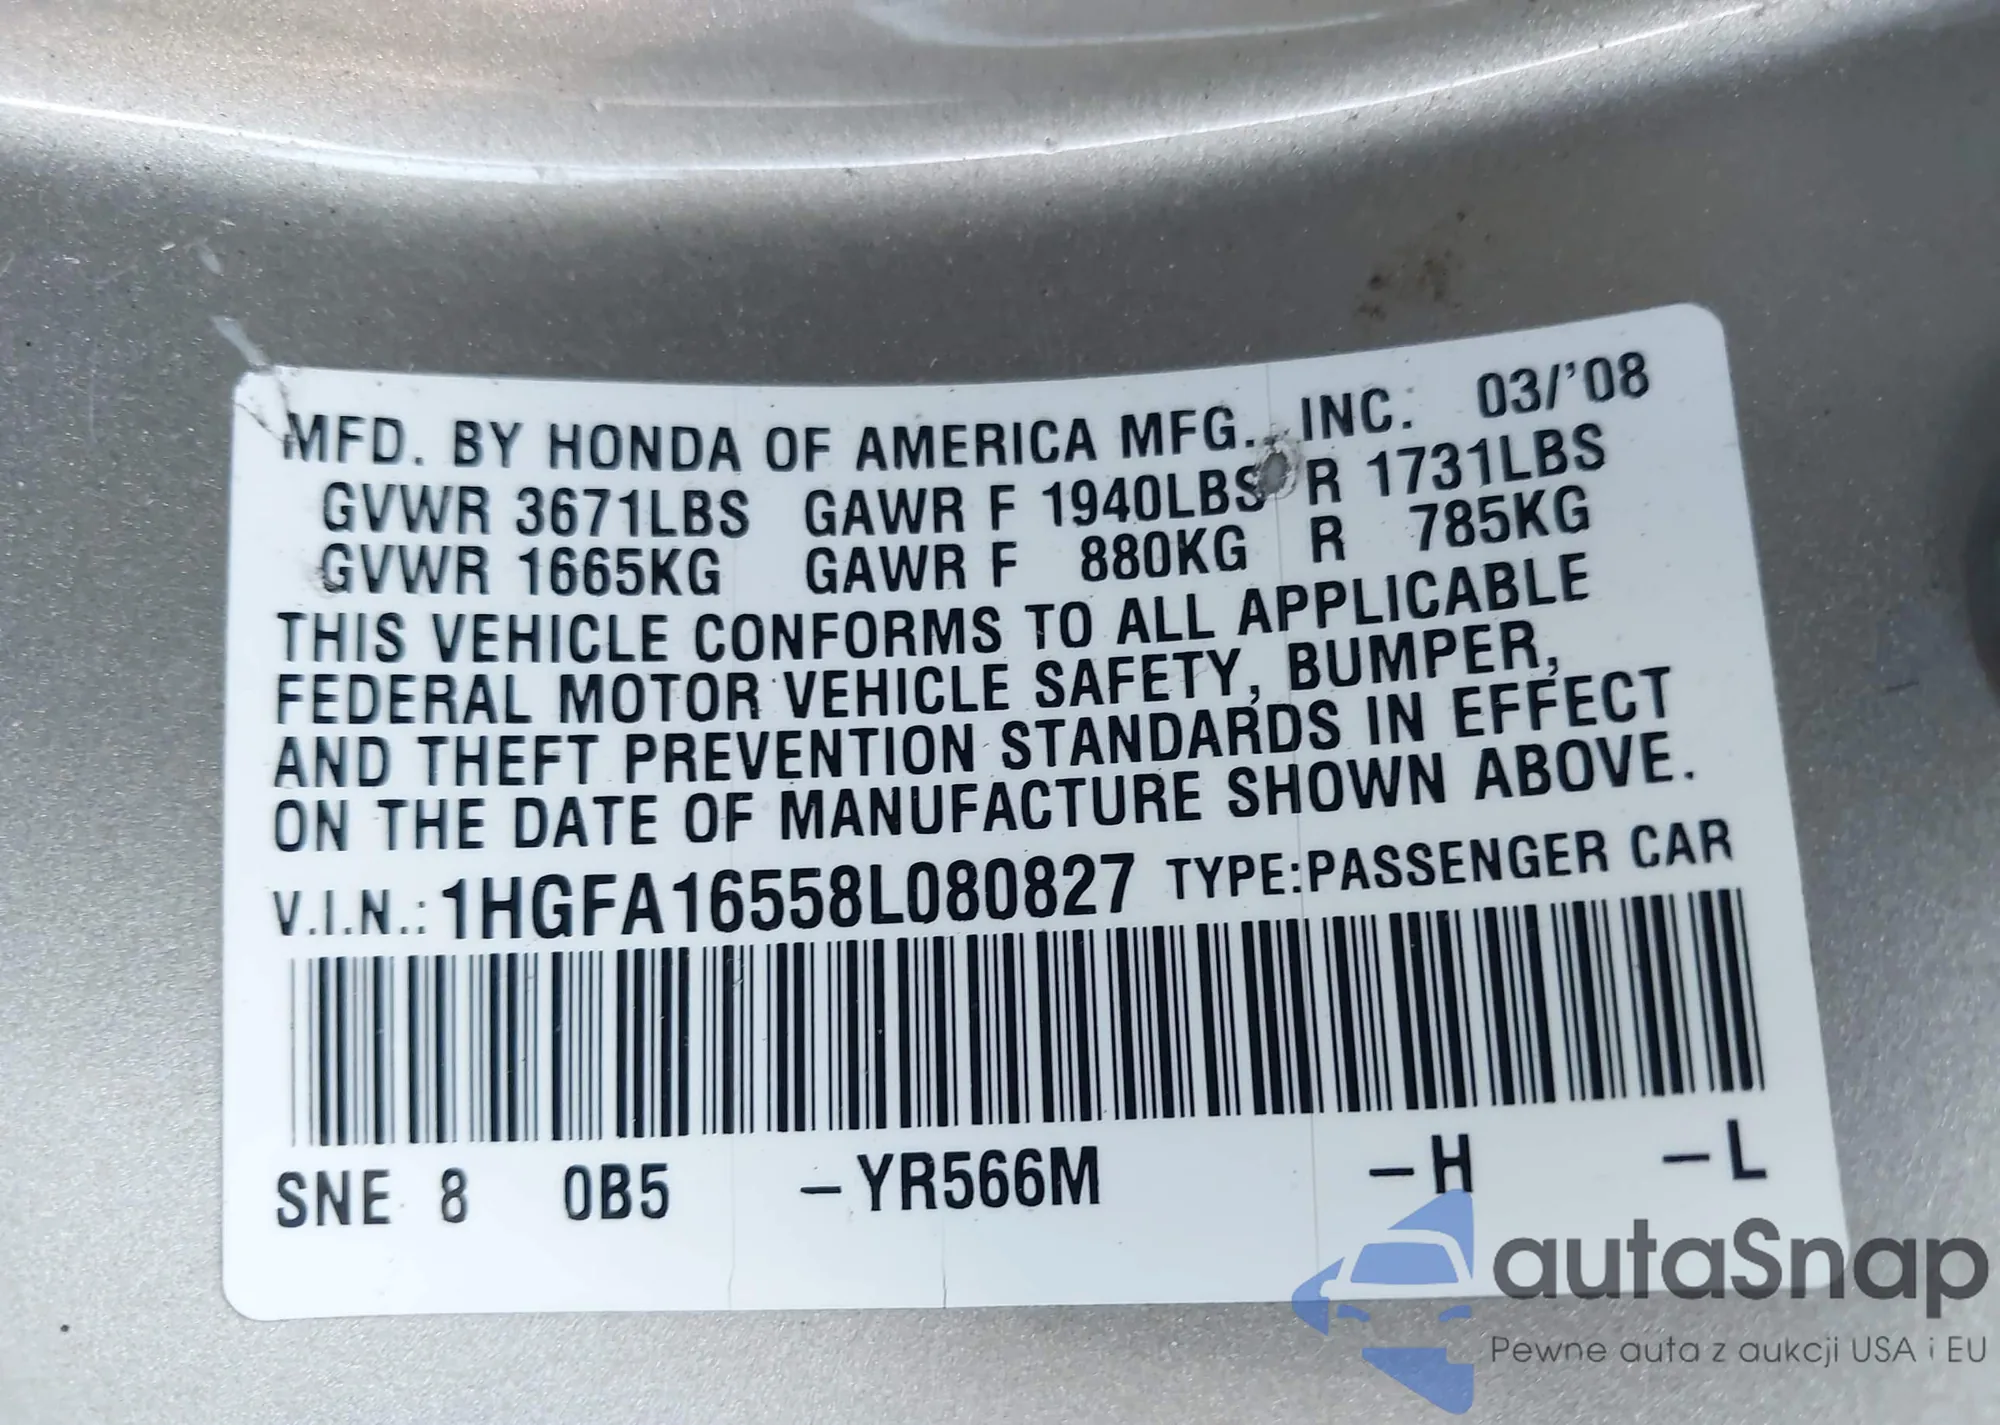 MFD. BY HONDA OF AMERICA MFG., INC. 03/'08
GVWR 3671LBS GAWR F 1940LBS R 1731LBS
GVWR 1665KG GAWR F 880KG R 785KG
THIS VEHICLE CONFORMS TO ALL APPLICABLE
FEDERAL MOTOR VEHICLE SAFETY, BUMPER,
AND THEFT PREVENTION STANDARDS IN EFFECT
ON THE DATE OF MANUFACTURE SHOWN ABOVE.
V.I.N.: 1HGFA16558L080827 TYPE:PASSENGER CAR
SNE 8 0B5 –YR566M –H –L
autaSnap
Pewne auta z aukcji USA i EU